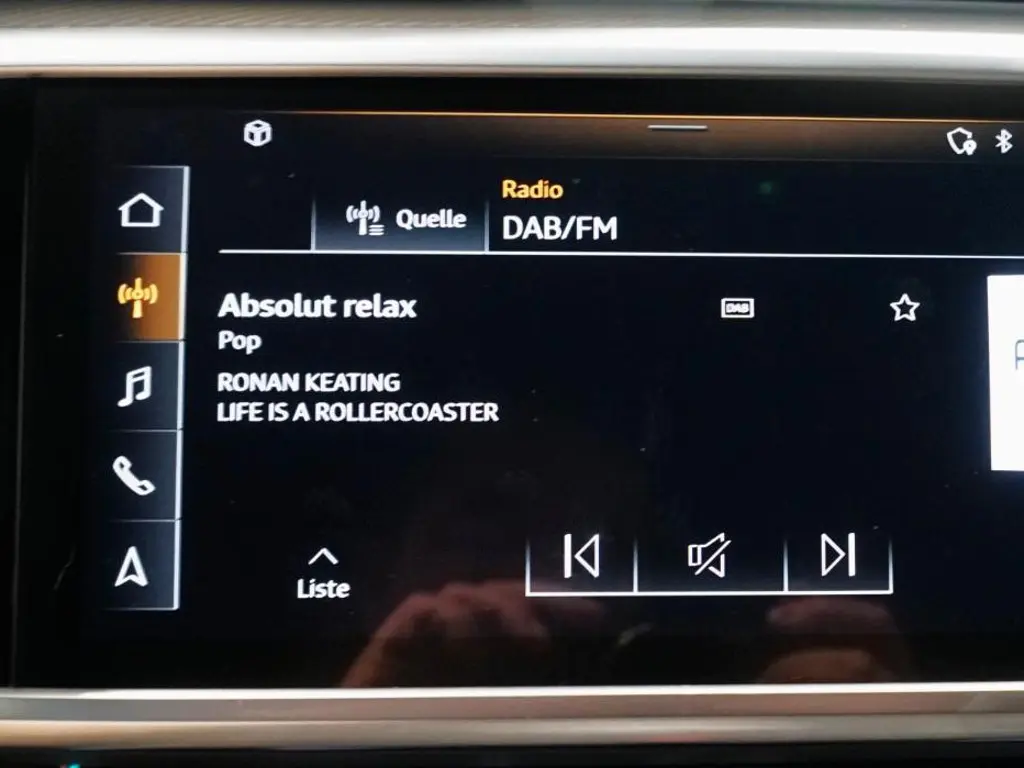 Quelle
Radio
DAB/FM
Absolut relax
DAB
Pop
RONAN KEATING
LIFE IS A ROLLERCOASTER
Liste